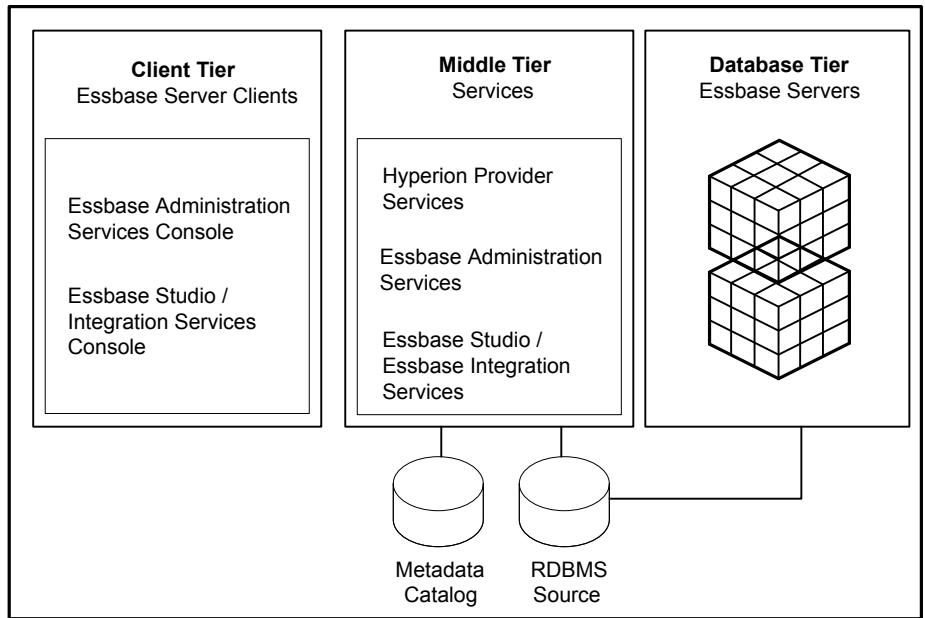 Client Tier
Essbase Server Clients
Essbase Administration
Services Console
Essbase Studio /
Integration Services
Console
Middle Tier
Services
Hyperion Provider
Services
Essbase Administration
Services
Essbase Studio /
Essbase Integration
Services
Database Tier
Essbase Servers
Metadata
Catalog
RDBMS
Source